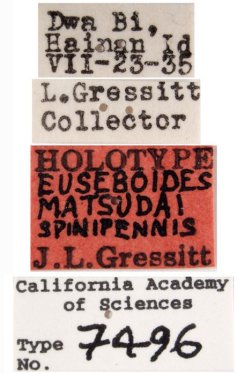 Dwa Bi,
Hainan Id
VII-23-35
L.Gressitt
Collector
HOLOTYPE
EUSEBOIDES
MATSUDAI
SPINIPENNIS
J.L.Gressitt
California Academy
of Sciences
Type
No. 7496